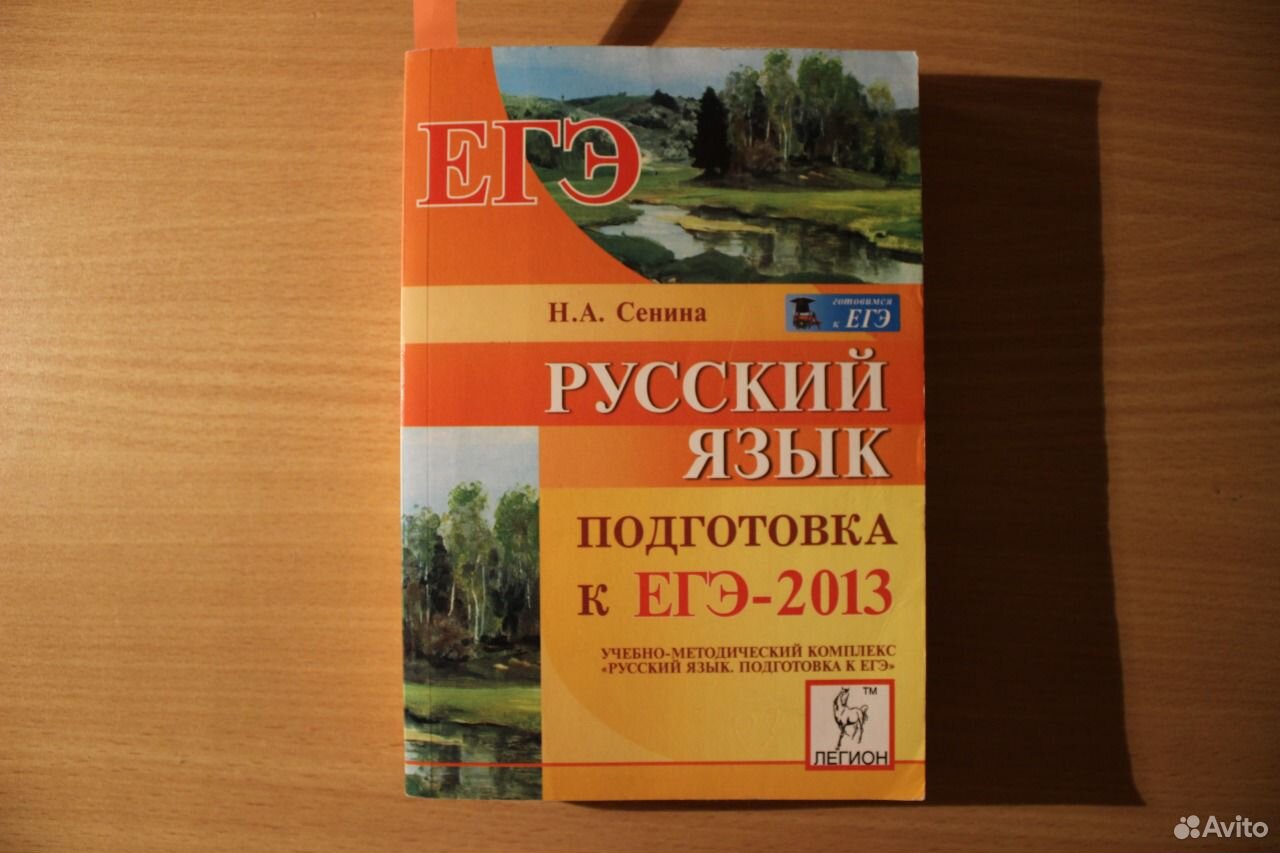 ЕГЭ
Н.А. Сенина
готовимся
к ЕГЭ
РУССКИЙ
ЯЗЫК
ПОДГОТОВКА
К ЕГЭ-2013
УЧЕБНО-МЕТОДИЧЕСКИЙ КОМПЛЕКС
«РУССКИЙ ЯЗЫК. ПОДГОТОВКА К ЕГЭ»
TM
ЛЕГИОН
Avito